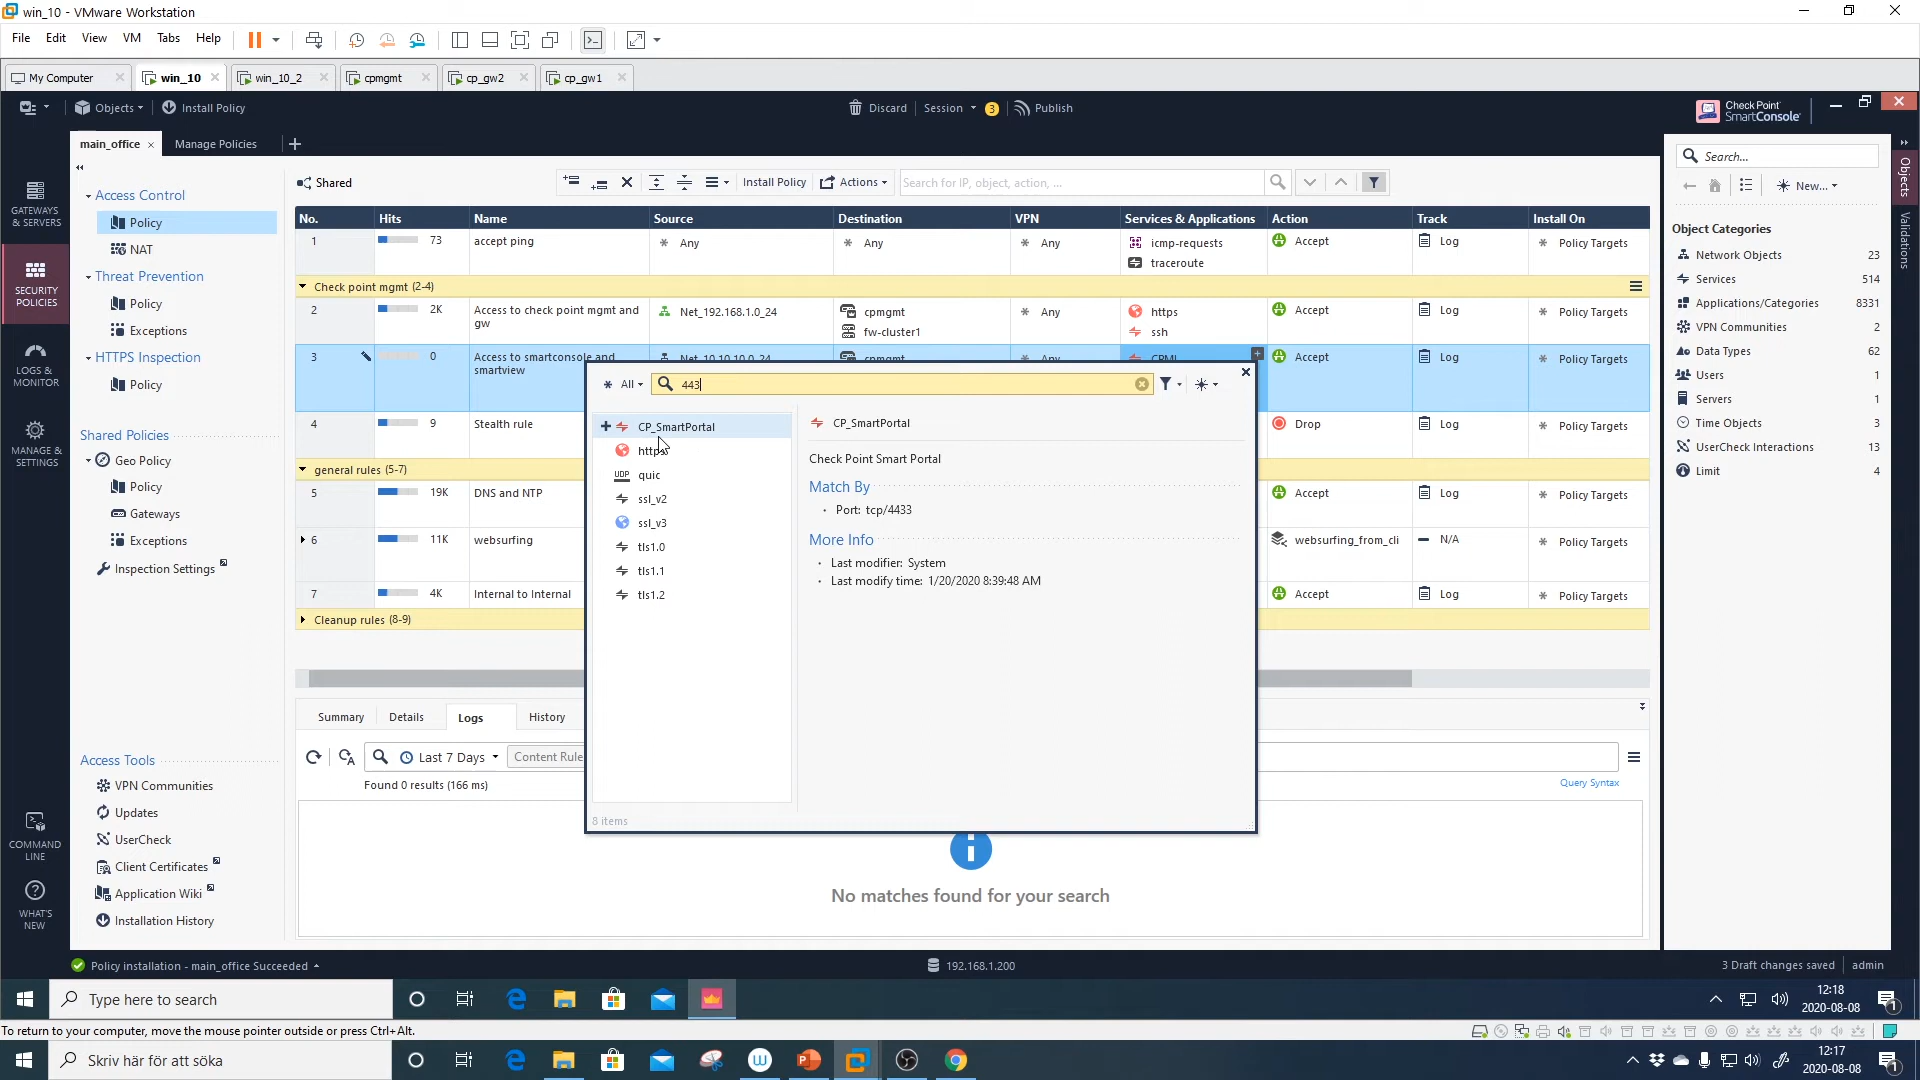 win_10 - VMware Workstation
File Edit View VM Tabs Help
My Computer win_10 win_10_2 cpmgmt cp_gw2 cp_gw1
Objects Install Policy Discard Session 3 Publish Check Point SmartConsole
main_office Manage Policies
GATEWAYS & SERVERS
SECURITY POLICIES
LOGS & MONITOR
MANAGE & SETTINGS
COMMAND LINE
WHAT'S NEW
Access Control
Policy
NAT
Threat Prevention
Policy
Exceptions
HTTPS Inspection
Policy
Shared Policies
Geo Policy
Policy
Gateways
Exceptions
Inspection Settings
Access Tools
VPN Communities
Updates
UserCheck
Client Certificates
Application Wiki
Installation History
Shared Install Policy Actions Search for IP, object, action, ...
No. Hits Name Source Destination VPN Services & Applications Action Track Install On
1 73 accept ping Any Any Any icmp-requests Accept Log Policy Targets
traceroute
Check point mgmt (2-4)
2 2K Access to check point mgmt and Net_192.168.1.0_24 cpmgmt Any https Accept Log Policy Targets
gw fw-cluster1 ssh
3 0 Access to smartconsole and Net_10.10.10.0_24 cpmgmt Any CPMI Accept Log Policy Targets
smartview
4 9 Stealth rule Drop Log Policy Targets
general rules (5-7)
5 19K DNS and NTP Accept Log Policy Targets
6 11K websurfing websurfing_from_cli N/A Policy Targets
7 4K Internal to Internal Accept Log Policy Targets
Cleanup rules (8-9)
All 443
CP_SmartPortal
https
quic
ssl_v2
ssl_v3
tls1.0
tls1.1
tls1.2
8 items
CP_SmartPortal
Check Point Smart Portal
Match By
Port: tcp/4433
More Info
Last modifier: System
Last modify time: 1/20/2020 8:39:48 AM
Summary Details Logs History
Last 7 Days Content Rule
Found 0 results (166 ms) Query Syntax
No matches found for your search
Search...
New...
Object Categories
Network Objects 23
Services 514
Applications/Categories 8331
VPN Communities 2
Data Types 62
Users 1
Servers 1
Time Objects 3
UserCheck Interactions 13
Limit 4
Objects
Validations
Policy installation - main_office Succeeded 192.168.1.200 3 Draft changes saved admin
Type here to search 12:18
2020-08-08 1
To return to your computer, move the mouse pointer outside or press Ctrl+Alt.
Skriv här för att söka 12:17
2020-08-08 1